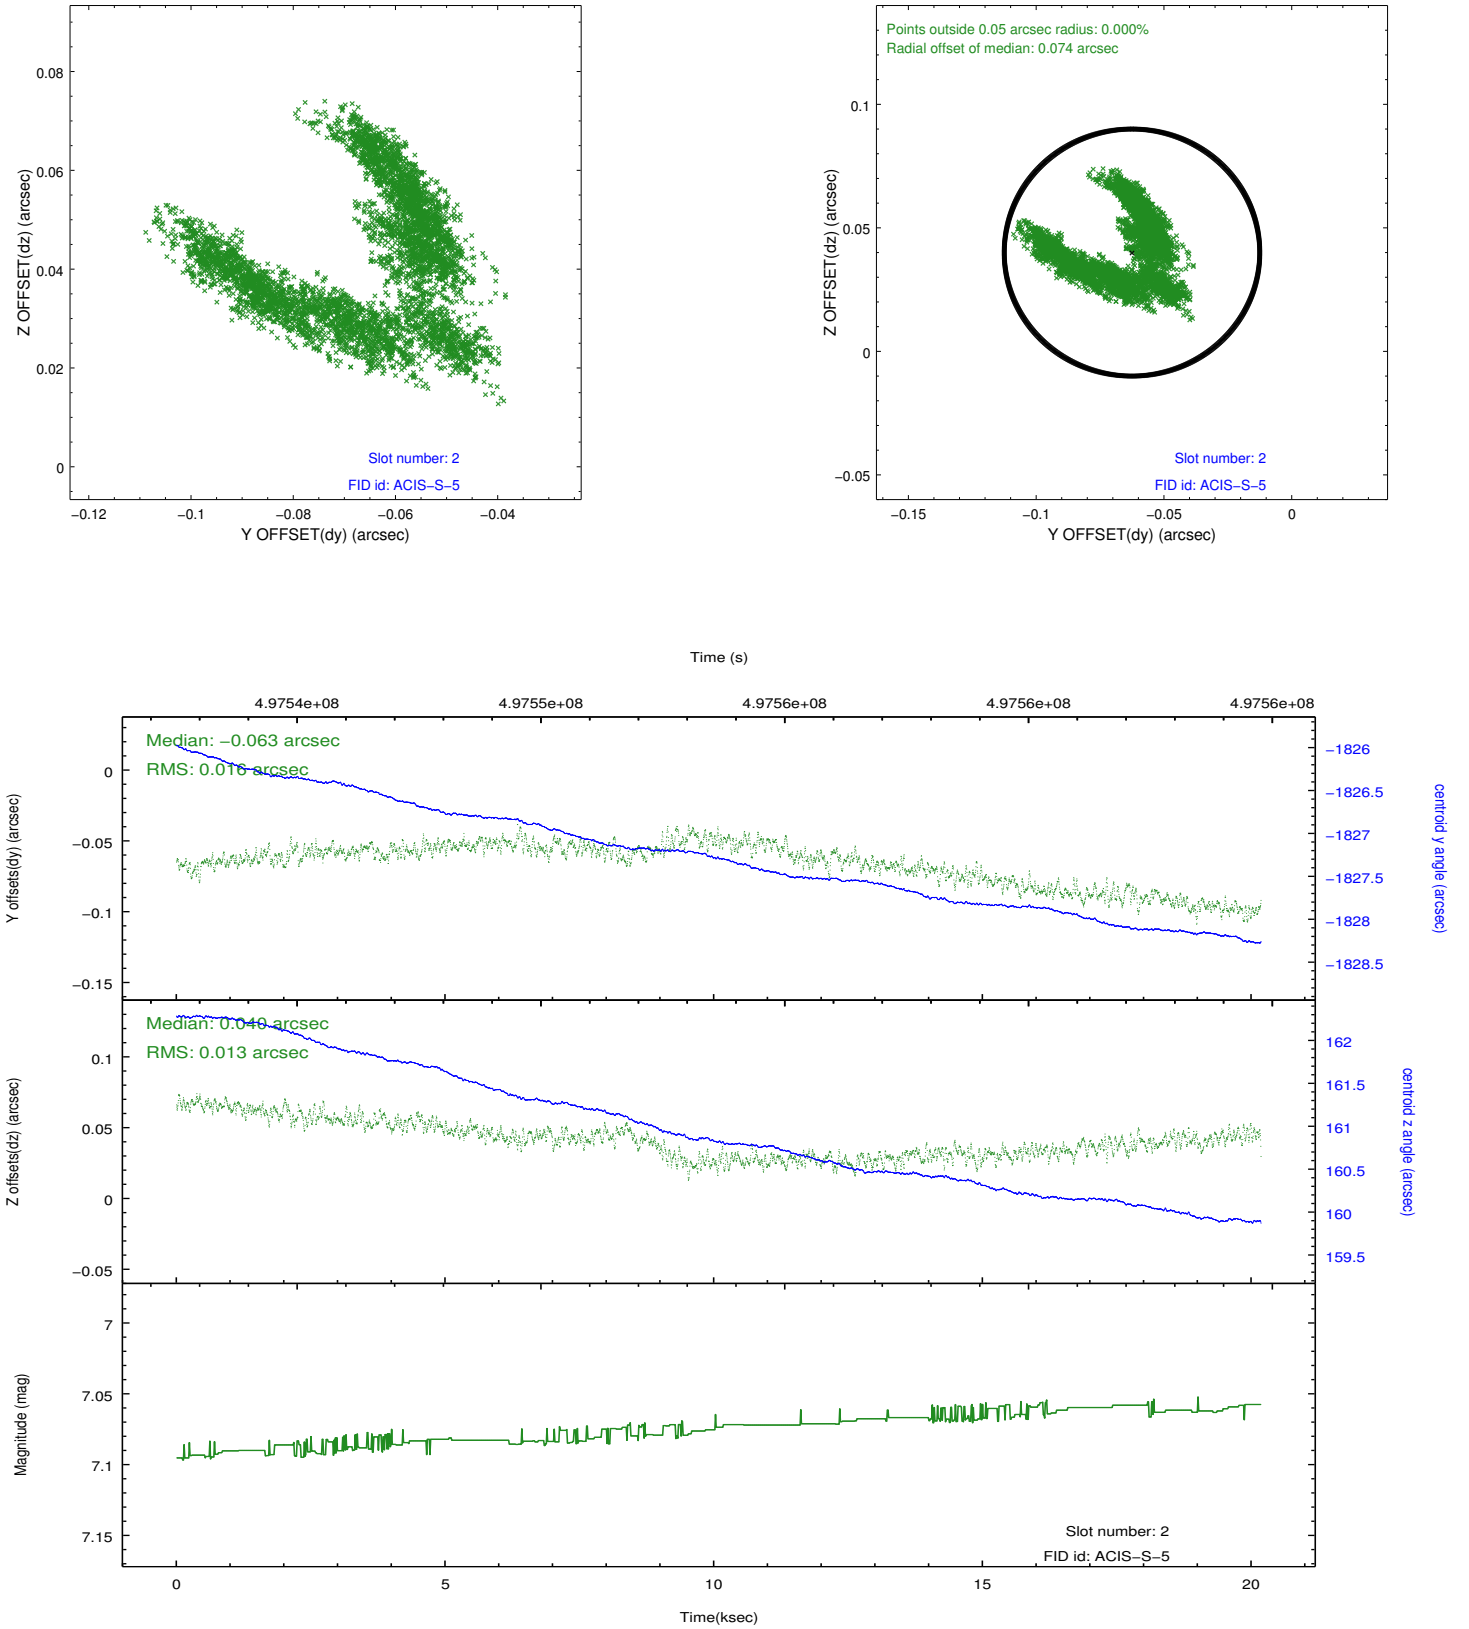 0.08
0.06
0.04
0.02
0
Z OFFSET(dz) (arcsec)
Slot number: 2
FID id: ACIS−S−5
−0.12
−0.1
−0.08
−0.06
−0.04
Y OFFSET(dy) (arcsec)
Points outside 0.05 arcsec radius: 0.000%
Radial offset of median: 0.074 arcsec
0.1
0.05
0
−0.05
Z OFFSET(dz) (arcsec)
Slot number: 2
FID id: ACIS−S−5
−0.15
−0.1
−0.05
0
Y OFFSET(dy) (arcsec)
Time (s)
4.9754e+08
4.9755e+08
4.9756e+08
4.9756e+08
4.9756e+08
Median: −0.063 arcsec
RMS: 0.016 arcsec
0
−0.05
−0.1
−0.15
Y offsets(dy) (arcsec)
−1826
−1826.5
−1827
−1827.5
−1828
−1828.5
centroid y angle (arcsec)
Median: 0.040 arcsec
RMS: 0.013 arcsec
0.1
0.05
0
−0.05
Z offsets(dz) (arcsec)
162
161.5
161
160.5
160
159.5
centroid z angle (arcsec)
7
7.05
7.1
7.15
Magnitude (mag)
Slot number: 2
FID id: ACIS−S−5
0
5
10
15
20
Time(ksec)